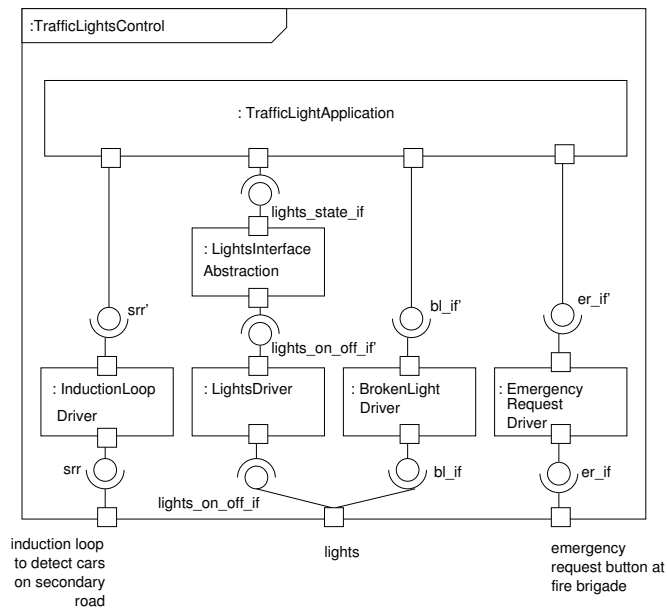 :TrafficLightsControl
: TrafficLightApplication
lights_state_if
: LightsInterface
Abstraction
srr'
lights_on_off_if'
bl_if'
er_if'
: InductionLoop
Driver
: LightsDriver
: BrokenLight
Driver
: Emergency
Request
Driver
srr
lights_on_off_if
bl_if
er_if
induction loop
to detect cars
on secondary
road
lights
emergency
request button at
fire brigade